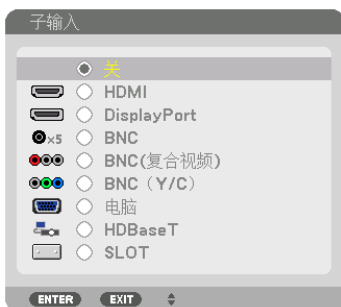 子输入
关
HDMI
DisplayPort
×5 BNC
BNC(复合视频)
BNC（Y/C）
电脑
HDBaseT
SLOT
ENTER EXIT